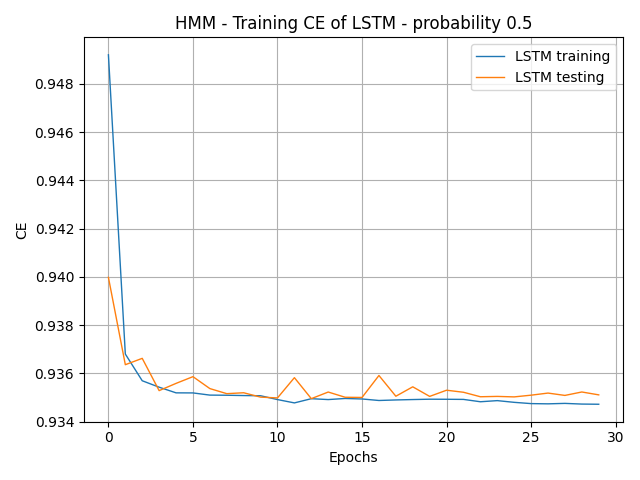 HMM - Training CE of LSTM - probability 0.5
LSTM training
LSTM testing
0.948
0.946
0.944
0.942
0.940
0.938
0.936
0.934
CE
0 5 10 15 20 25 30
Epochs